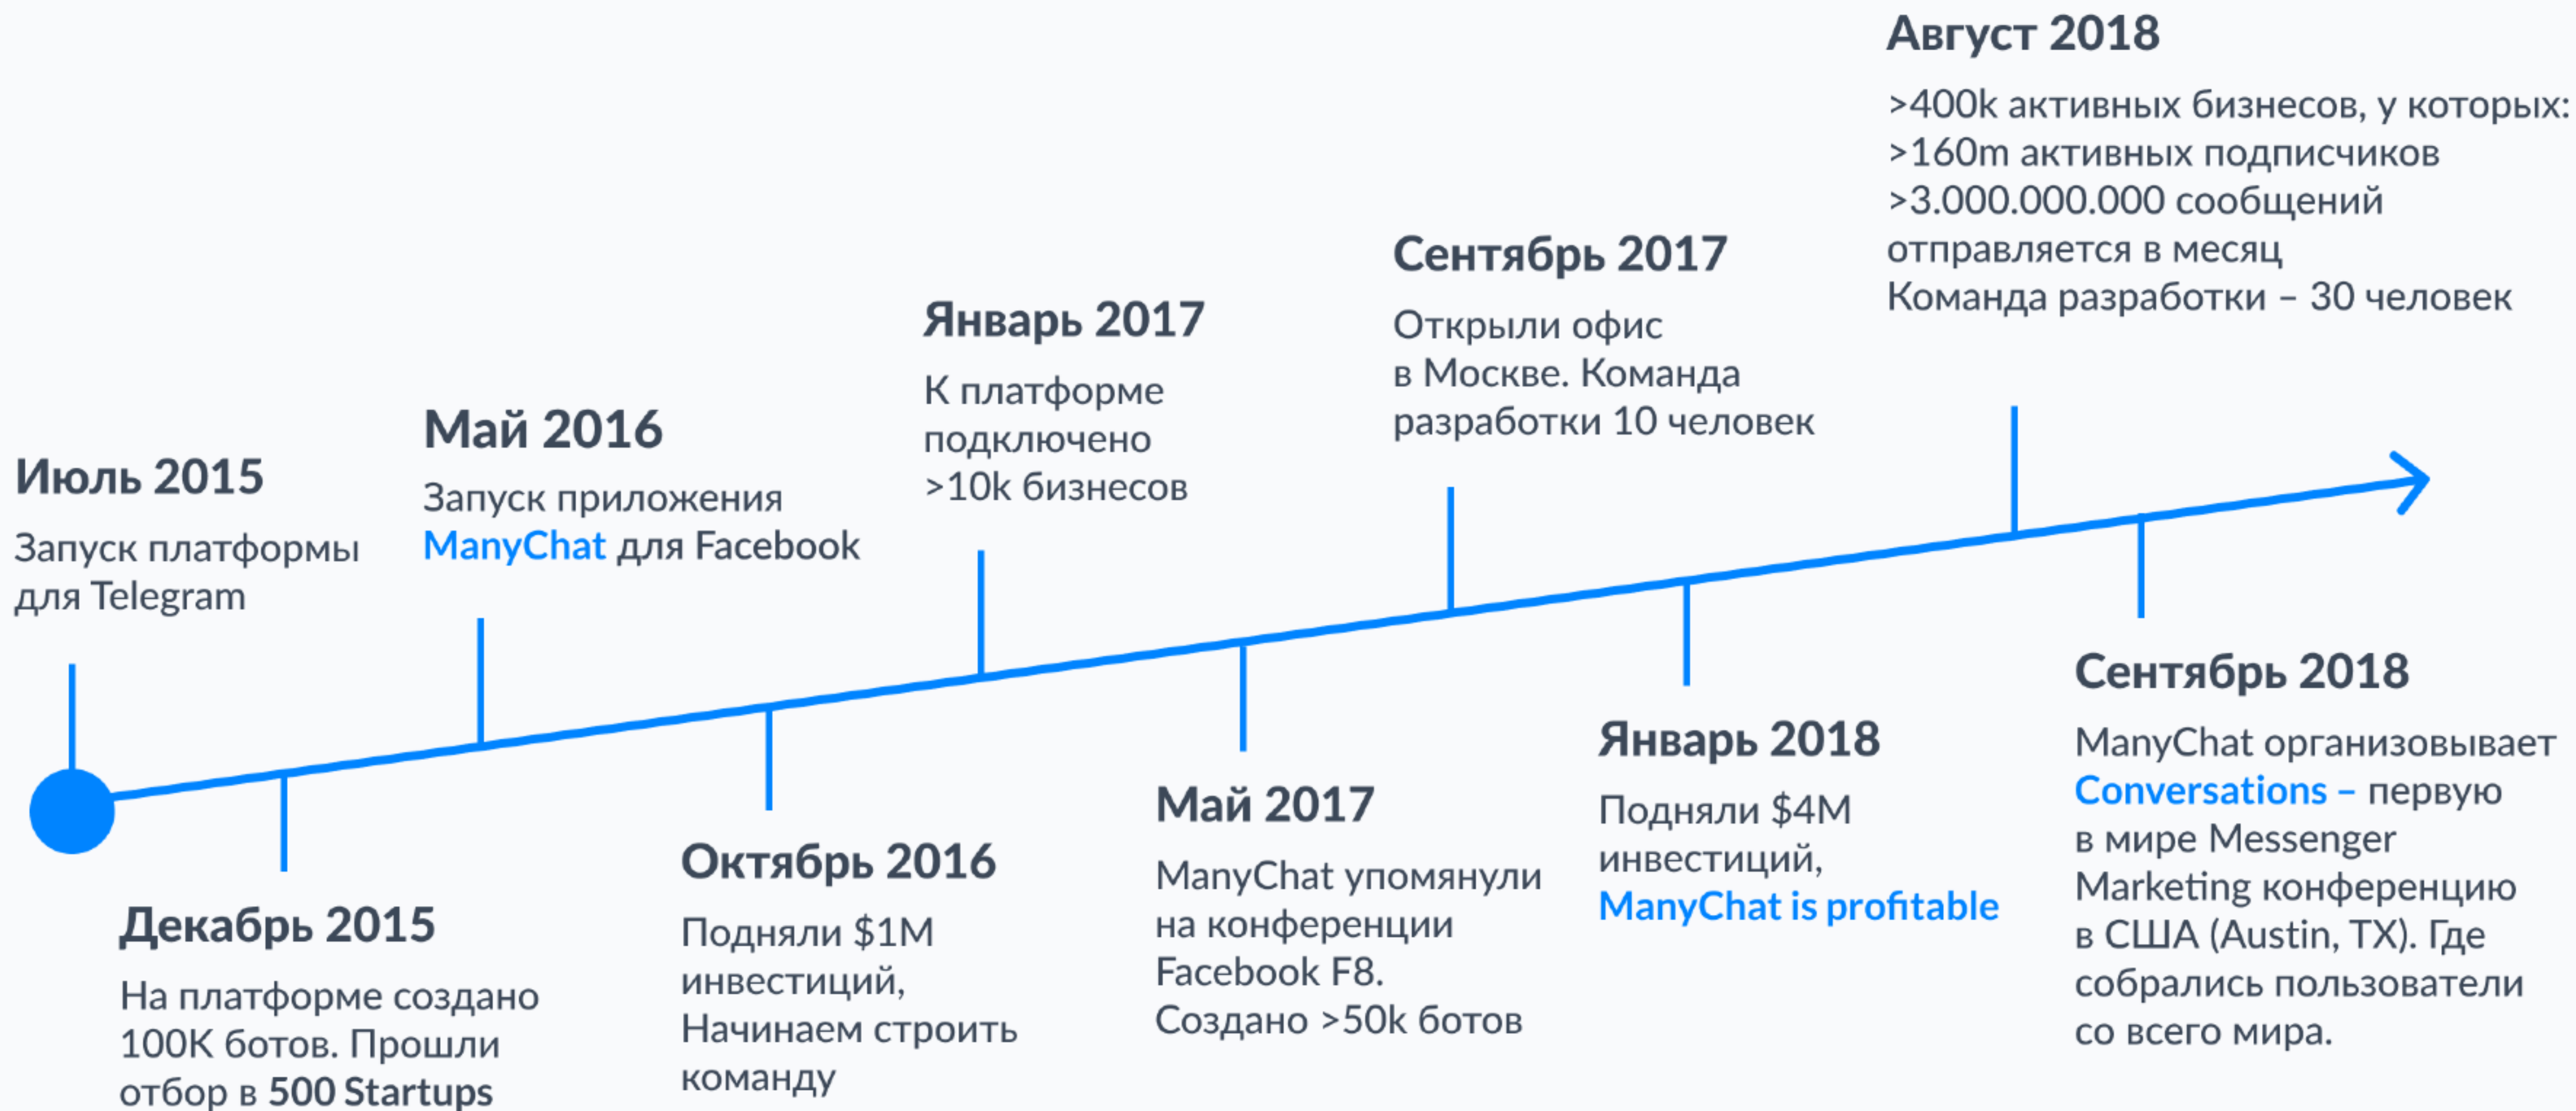 Июль 2015
Запуск платформы
для Telegram
Декабрь 2015
На платформе создано
100K ботов. Прошли
отбор в 500 Startups
Май 2016
Запуск приложения
ManyChat для Facebook
Октябрь 2016
Подняли $1M
инвестиций,
Начинаем строить
команду
Январь 2017
К платформе
подключено
>10k бизнесов
Май 2017
ManyChat упомянули
на конференции
Facebook F8.
Создано >50k ботов
Сентябрь 2017
Открыли офис
в Москве. Команда
разработки 10 человек
Январь 2018
Подняли $4M
инвестиций,
ManyChat is profitable
Август 2018
>400k активных бизнесов, у которых:
>160m активных подписчиков
>3.000.000.000 сообщений
отправляется в месяц
Команда разработки – 30 человек
Сентябрь 2018
ManyChat организовывает
Conversations – первую
в мире Messenger
Marketing конференцию
в США (Austin, TX). Где
собрались пользователи
со всего мира.